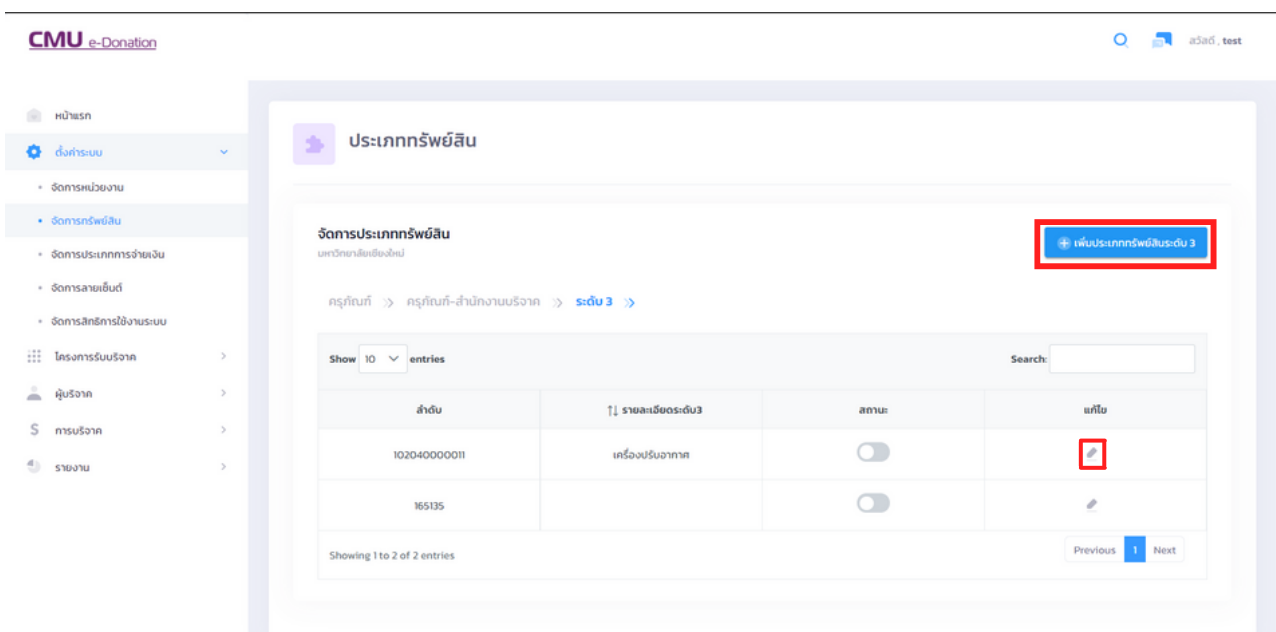 CMU e-Donation
สวัสดี , test
หน้าแรก
ตั้งค่าระบบ
จัดการหน่วยงาน
จัดการทรัพย์สิน
จัดการประเภทการจ่ายเงิน
จัดการลายเซ็นต์
จัดการสิทธิการใช้งานระบบ
โครงการรับบริจาค
ผู้บริจาค
การบริจาค
รายงาน
ประเภททรัพย์สิน
จัดการประเภททรัพย์สิน
มหาวิทยาลัยเชียงใหม่
เพิ่มประเภททรัพย์สินระดับ 3
ครุภัณฑ์ ครุภัณฑ์-สำนักงานบริจาค ระดับ 3
Show 10 entries Search:
ลำดับ รายละเอียดระดับ3 สถานะ แก้ไข
102040000011 เครื่องปรับอากาศ
165135
Showing 1 to 2 of 2 entries
Previous 1 Next